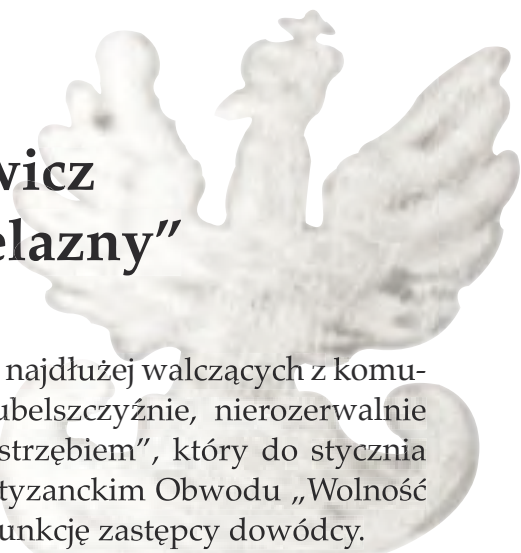 wicz
elazny”
najdłużej walczących z komu-
ubelszczyźnie, nierozerwalnie
strzębiem”, który do stycznia
tyzanckim Obwodu „Wolność
unkcję zastępcy dowódcy.